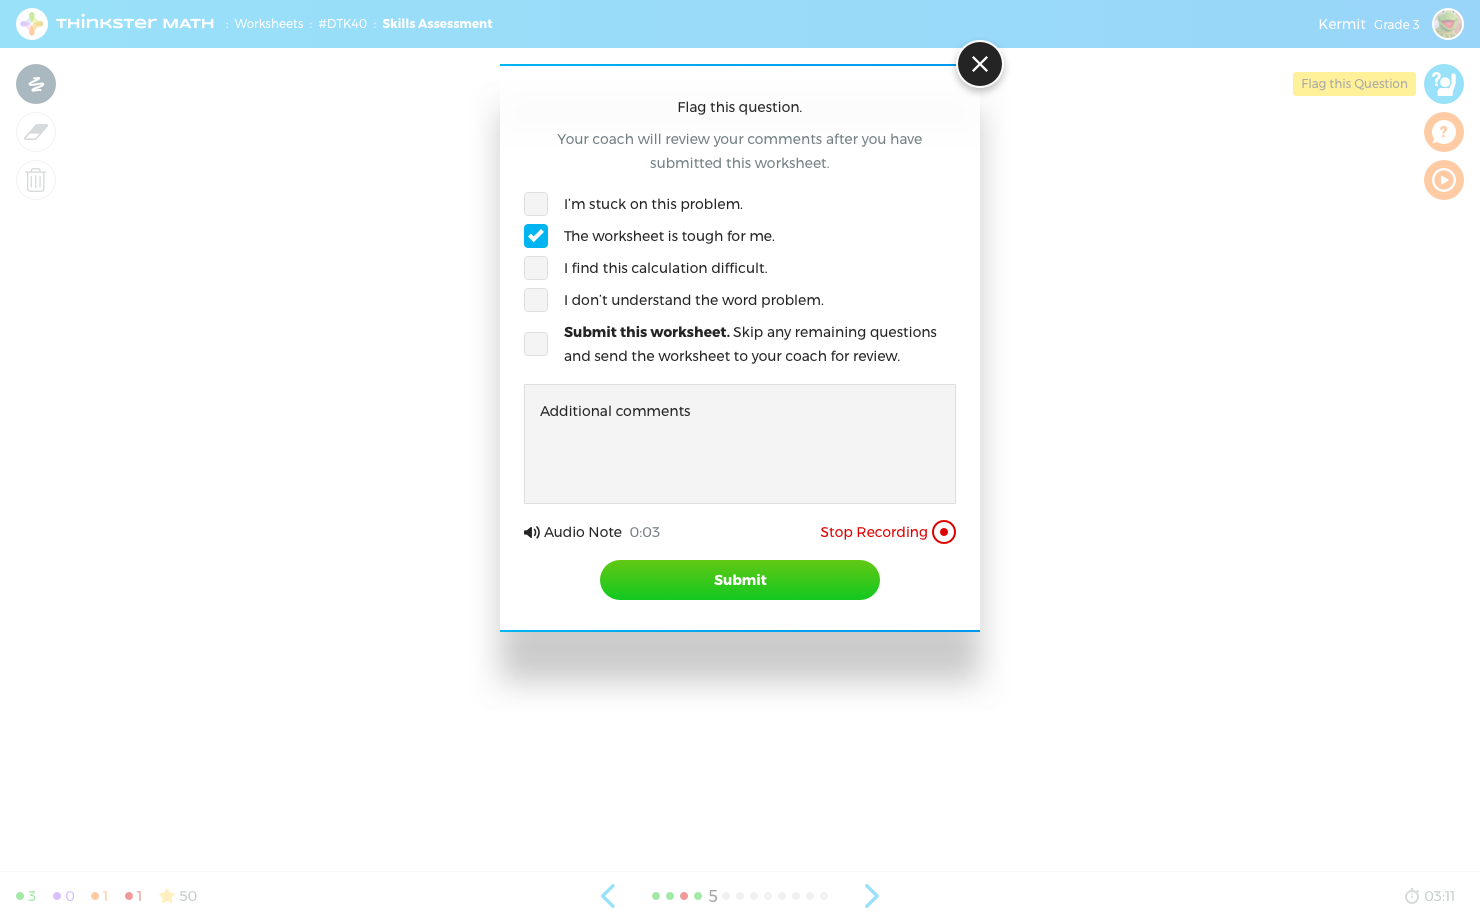 THINKSTER MATH : Worksheets : #DTK40 : Skills Assessment
Kermit Grade 3
Flag this Question
?
?
Flag this question.
Your coach will review your comments after you have
submitted this worksheet.
I'm stuck on this problem.
The worksheet is tough for me.
I find this calculation difficult.
I don't understand the word problem.
Submit this worksheet. Skip any remaining questions
and send the worksheet to your coach for review.
Additional comments
Audio Note 0:03
Stop Recording
Submit
3 0 1 1 50
5
03:11